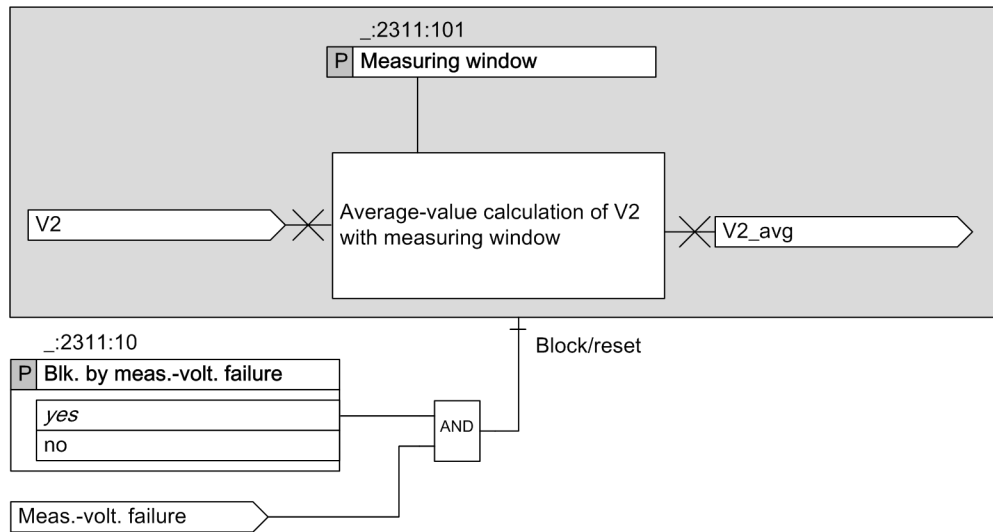 _:2311:101
P Measuring window
V2
Average-value calculation of V2
with measuring window
V2_avg
_:2311:10
Block/reset
P Blk. by meas.-volt. failure
yes
no
AND
Meas.-volt. failure